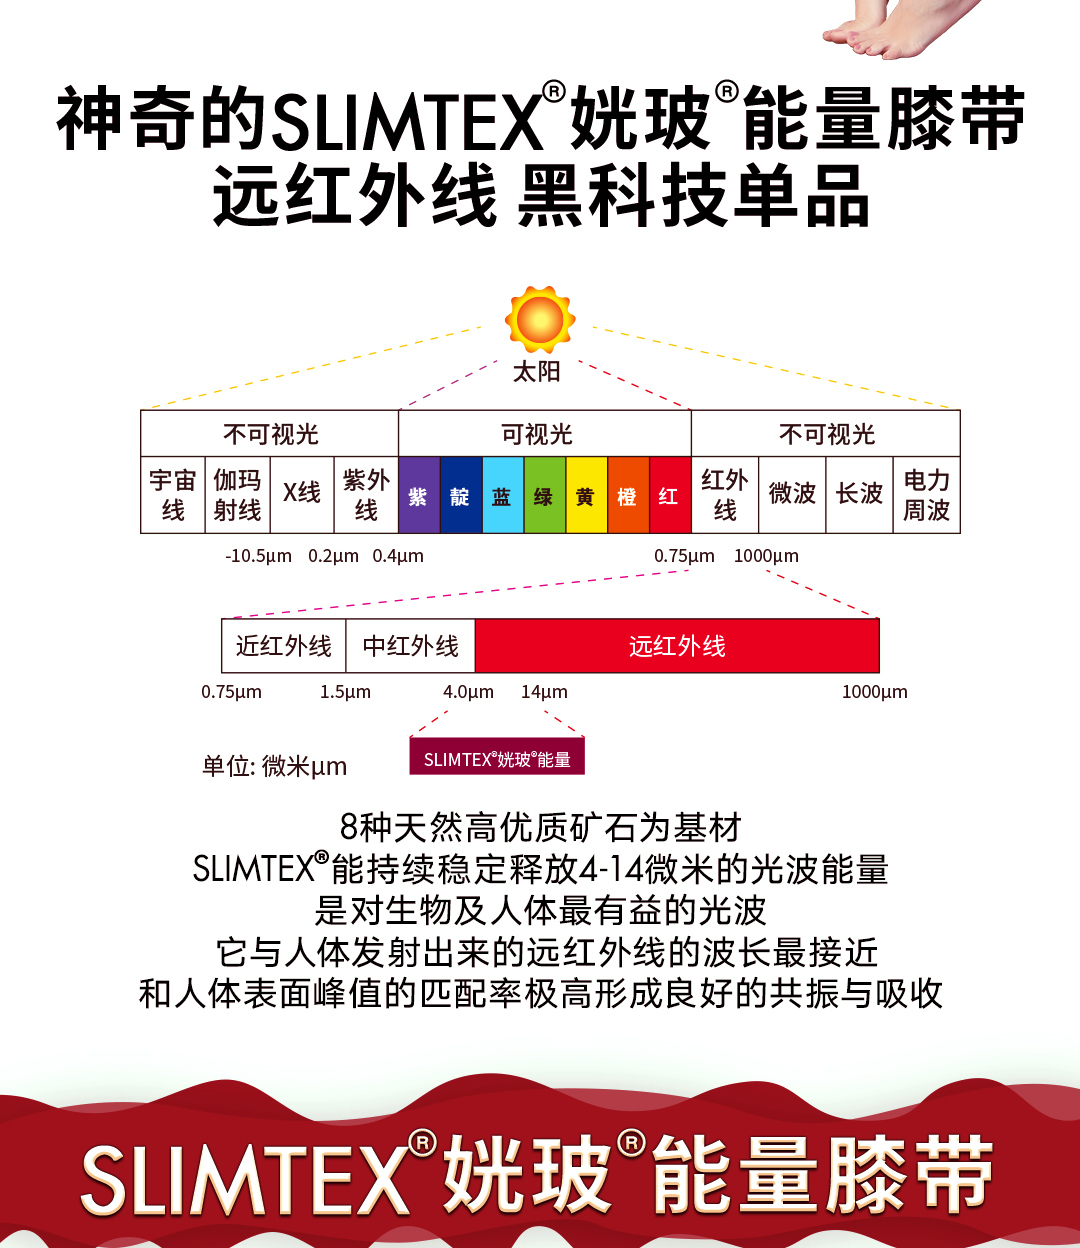 神奇的SLIMTEX®姯玻®能量膝带
远红外线 黑科技单品
太阳
不可视光 可视光 不可视光
宇宙线 伽玛射线 X线 紫外线 紫 靛 蓝 绿 黄 橙 红 红外线 微波 长波 电力周波
-10.5μm 0.2μm 0.4μm 0.75μm 1000μm
近红外线 中红外线 远红外线
0.75μm 1.5μm 4.0μm 14μm 1000μm
SLIMTEX®姯玻®能量
单位: 微米μm
8种天然高优质矿石为基材
SLIMTEX®能持续稳定释放4-14微米的光波能量
是对生物及人体最有益的光波
它与人体发射出来的远红外线的波长最接近
和人体表面峰值的匹配率极高形成良好的共振与吸收
SLIMTEX®姯玻®能量膝带